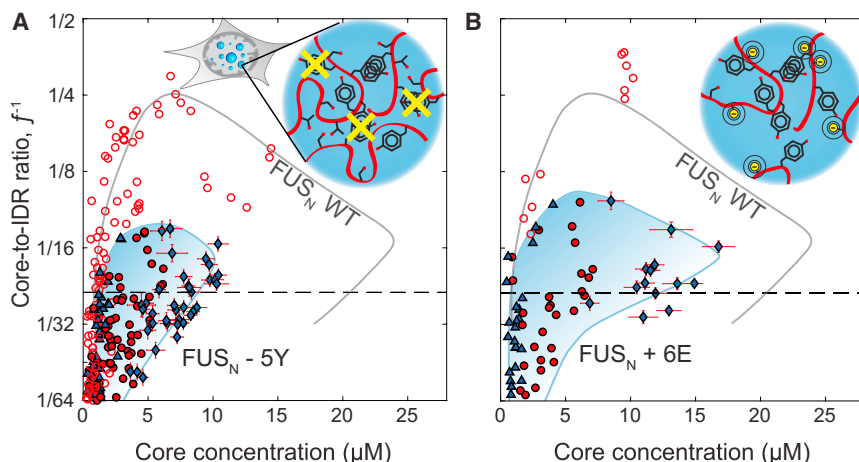 A
B
Core-to-IDR ratio, f⁻¹
1/2
1/4
1/8
1/16
1/32
1/64
FUS_N WT
FUS_N - 5Y
0
5
10
15
20
25
Core concentration (µM)
FUS_N WT
FUS_N + 6E
0
5
10
15
20
25
Core concentration (µM)